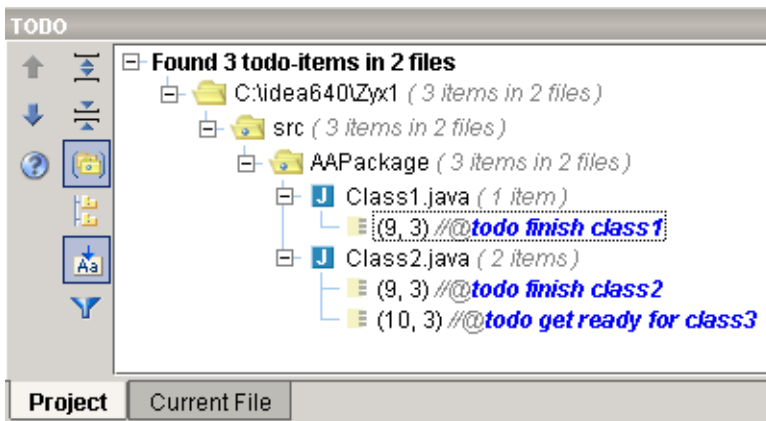 TODO
Found 3 todo-items in 2 files
C:\idea640\Zyx1 ( 3 items in 2 files )
src ( 3 items in 2 files )
AAPackage ( 3 items in 2 files )
Class1.java ( 1 item )
(9, 3) //@todo finish class1
Class2.java ( 2 items )
(9, 3) //@todo finish class2
(10, 3) //@todo get ready for class3
Aa
Project Current File